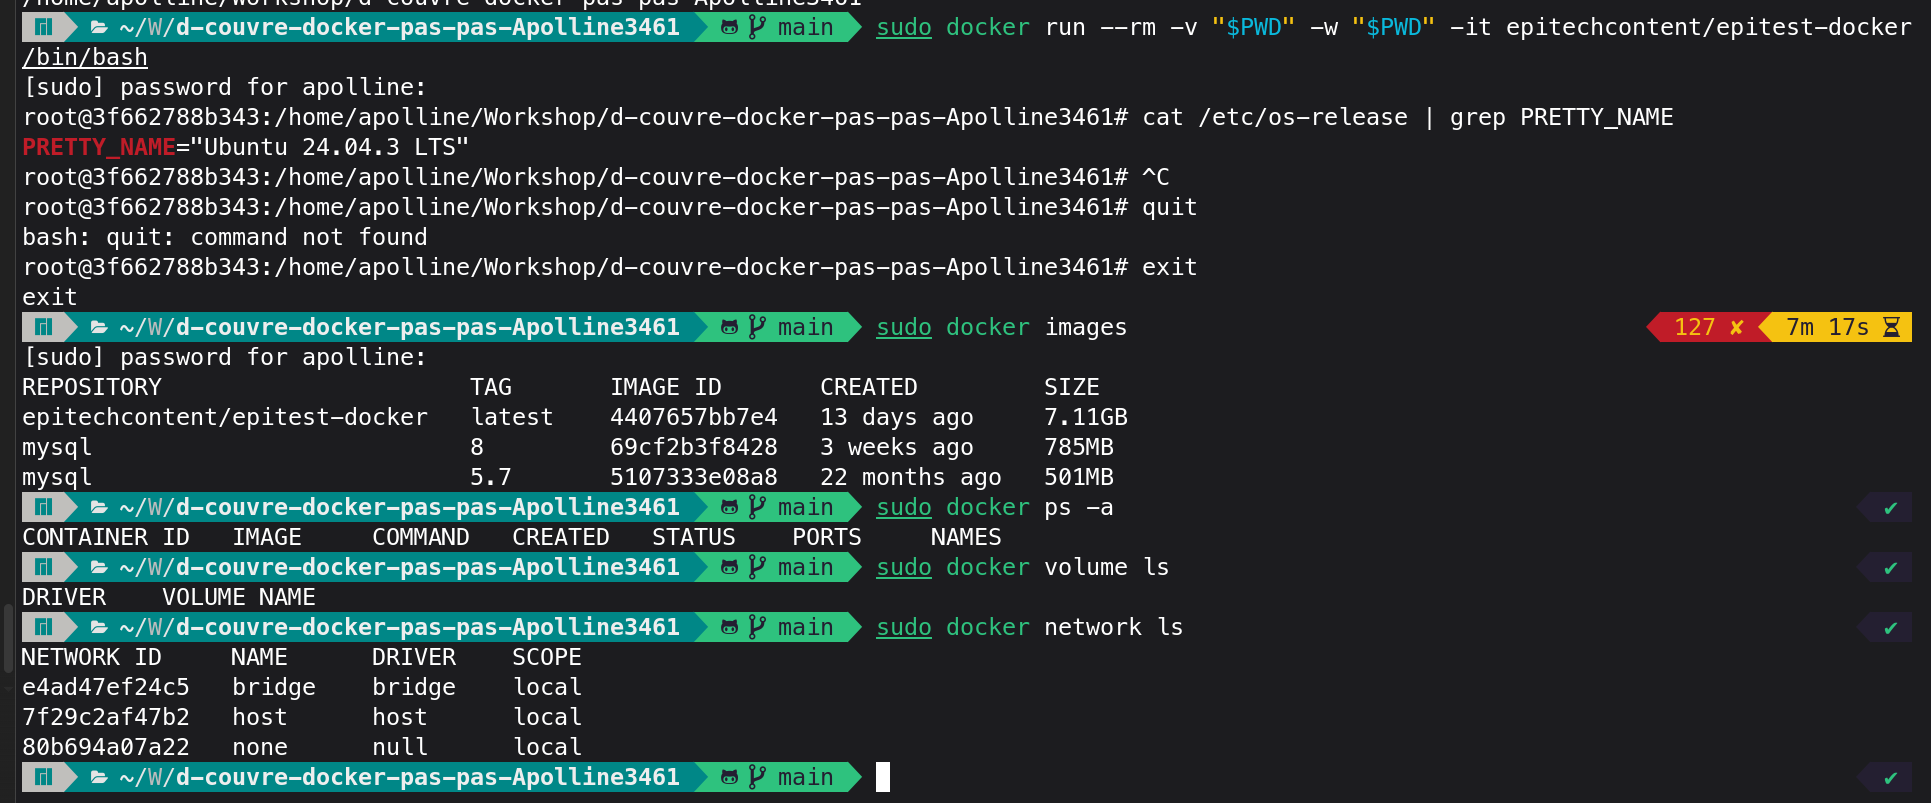 /home/apolline/Workshop/d-couvre-docker-pas-pas-Apolline3461
~/W/d-couvre-docker-pas-pas-Apolline3461 main sudo docker run --rm -v "$PWD" -w "$PWD" -it epitechcontent/epitest-docker
/bin/bash
[sudo] password for apolline:
root@3f662788b343:/home/apolline/Workshop/d-couvre-docker-pas-pas-Apolline3461# cat /etc/os-release | grep PRETTY_NAME
PRETTY_NAME="Ubuntu 24.04.3 LTS"
root@3f662788b343:/home/apolline/Workshop/d-couvre-docker-pas-pas-Apolline3461# ^C
root@3f662788b343:/home/apolline/Workshop/d-couvre-docker-pas-pas-Apolline3461# quit
bash: quit: command not found
root@3f662788b343:/home/apolline/Workshop/d-couvre-docker-pas-pas-Apolline3461# exit
exit
~/W/d-couvre-docker-pas-pas-Apolline3461 main sudo docker images 127 ✘ 7m 17s
[sudo] password for apolline:
REPOSITORY TAG IMAGE ID CREATED SIZE
epitechcontent/epitest-docker latest 4407657bb7e4 13 days ago 7.11GB
mysql 8 69cf2b3f8428 3 weeks ago 785MB
mysql 5.7 5107333e08a8 22 months ago 501MB
~/W/d-couvre-docker-pas-pas-Apolline3461 main sudo docker ps -a ✔
CONTAINER ID IMAGE COMMAND CREATED STATUS PORTS NAMES
~/W/d-couvre-docker-pas-pas-Apolline3461 main sudo docker volume ls ✔
DRIVER VOLUME NAME
~/W/d-couvre-docker-pas-pas-Apolline3461 main sudo docker network ls ✔
NETWORK ID NAME DRIVER SCOPE
e4ad47ef24c5 bridge bridge local
7f29c2af47b2 host host local
80b694a07a22 none null local
~/W/d-couvre-docker-pas-pas-Apolline3461 main ✔